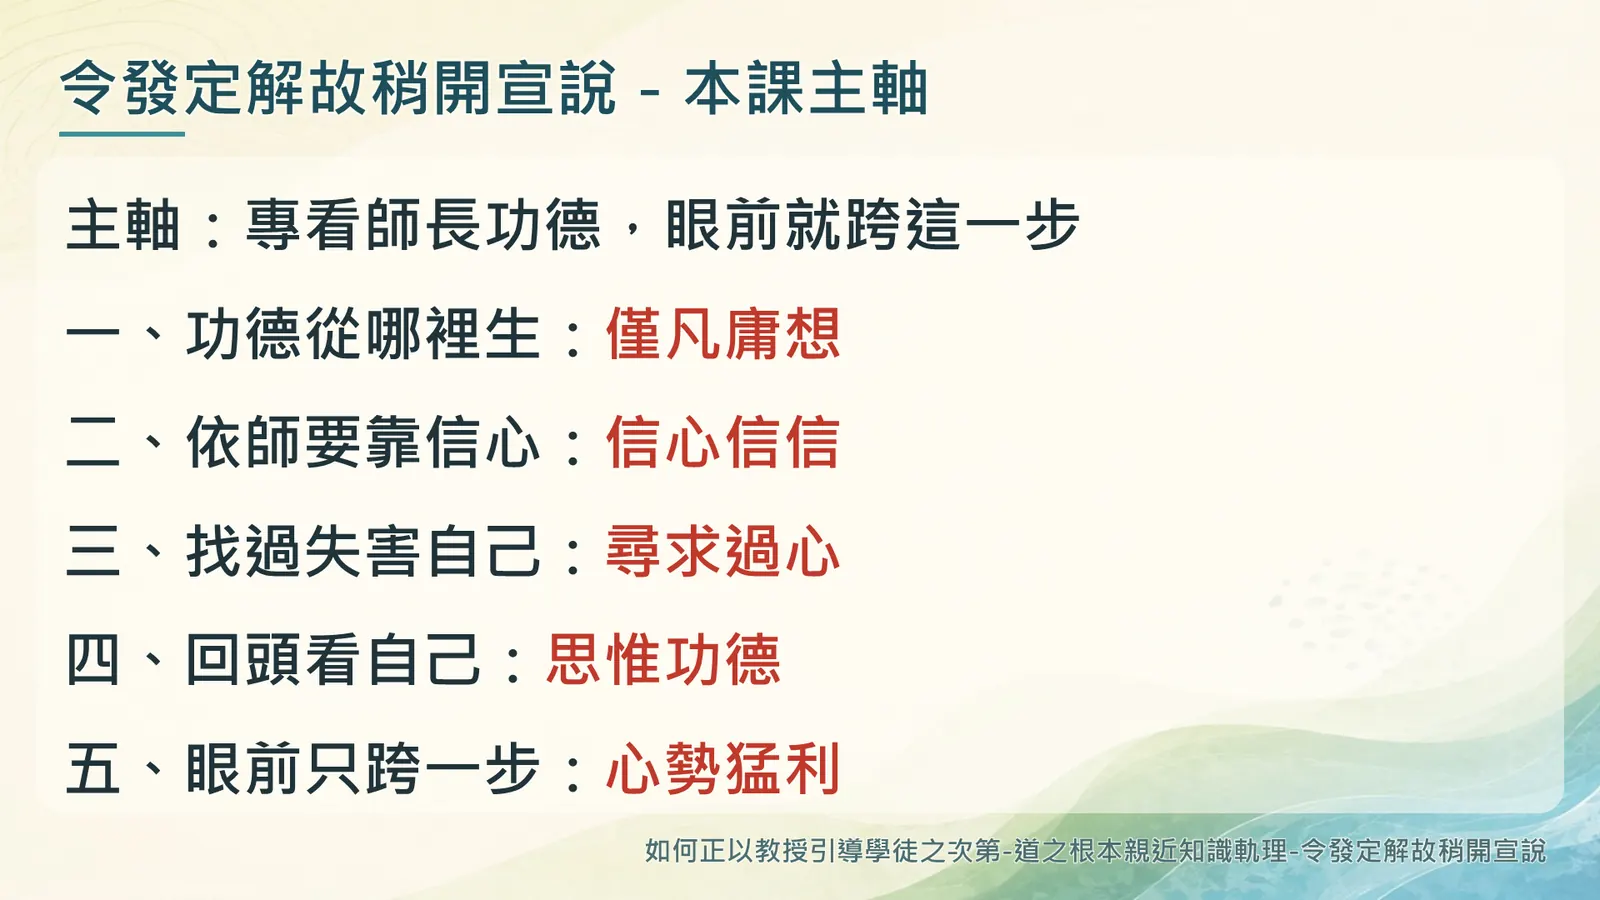 令發定解故稍開宣說 - 本課主軸
主軸：專看師長功德，眼前就跨這一步
一、功德從哪裡生：僅凡庸想
二、依師要靠信心：信心信信
三、找過失害自己：尋求過心
四、回頭看自己：思惟功德
五、眼前只跨一步：心勢猛利
如何正以教授引導學徒之次第-道之根本親近知識軌理-令發定解故稍開宣說